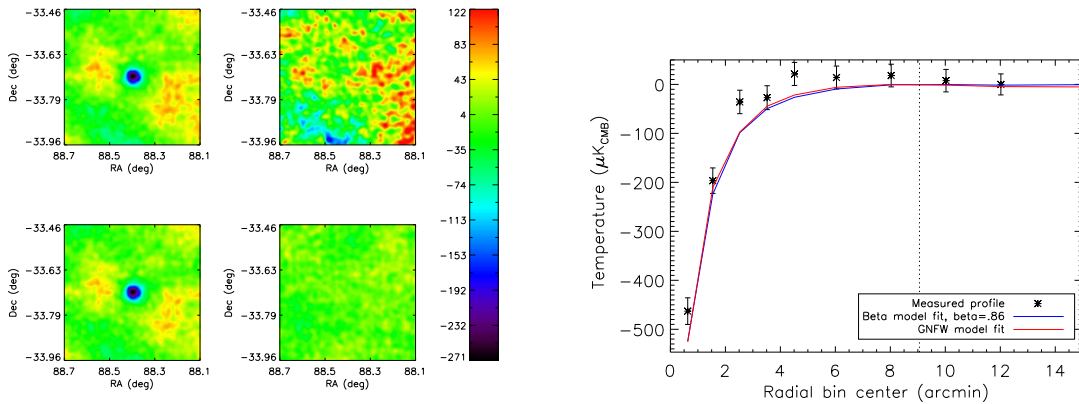 −33.46
−33.63
−33.79
−33.96
Dec (deg)
88.7 88.5 88.3 88.1
RA (deg)
−33.46
−33.63
−33.79
−33.96
Dec (deg)
88.7 88.5 88.3 88.1
RA (deg)
−33.46
−33.63
−33.79
−33.96
Dec (deg)
88.7 88.5 88.3 88.1
RA (deg)
−33.46
−33.63
−33.79
−33.96
Dec (deg)
88.7 88.5 88.3 88.1
RA (deg)
122
83
43
4
−35
−74
−113
−153
−192
−232
−271
Temperature (μK_CMB)
0
−100
−200
−300
−400
−500
Measured profile
Beta model fit, beta=.86
GNFW model fit
0 2 4 6 8 10 12 14
Radial bin center (arcmin)